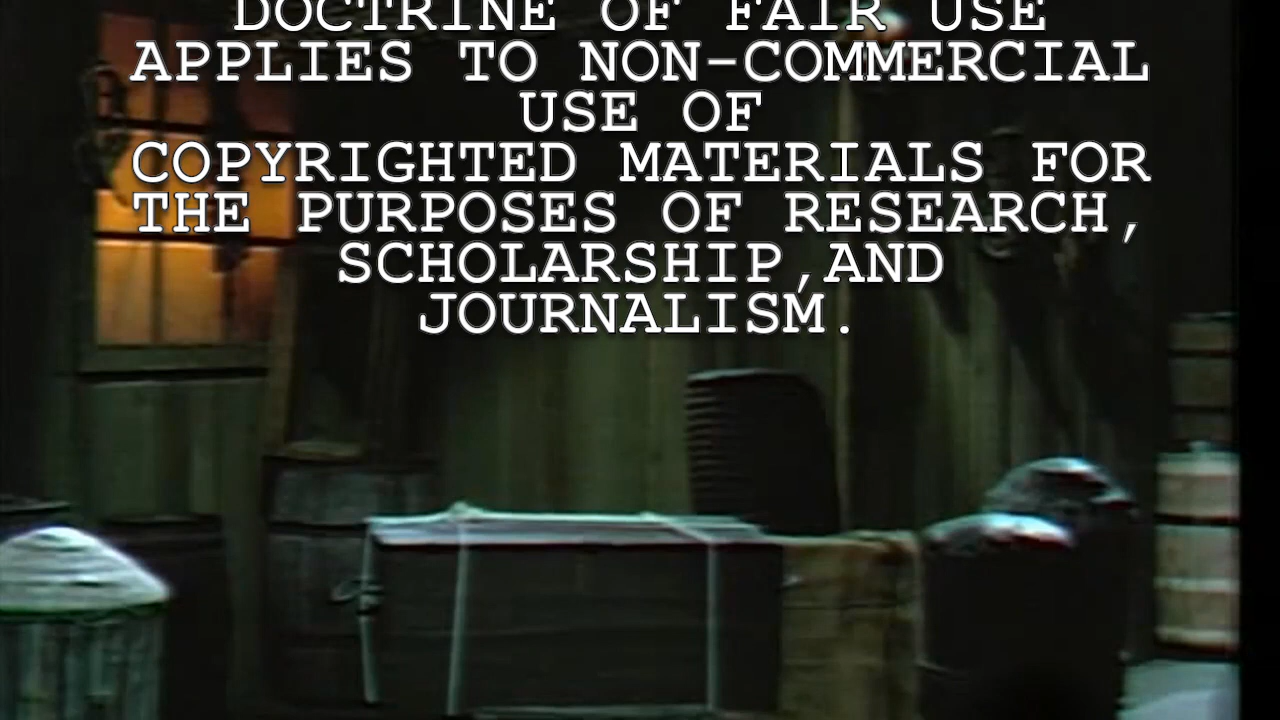 DOCTRINE OF FAIR USE
APPLIES TO NON-COMMERCIAL
USE OF
COPYRIGHTED MATERIALS FOR
THE PURPOSES OF RESEARCH,
SCHOLARSHIP,AND
JOURNALISM.